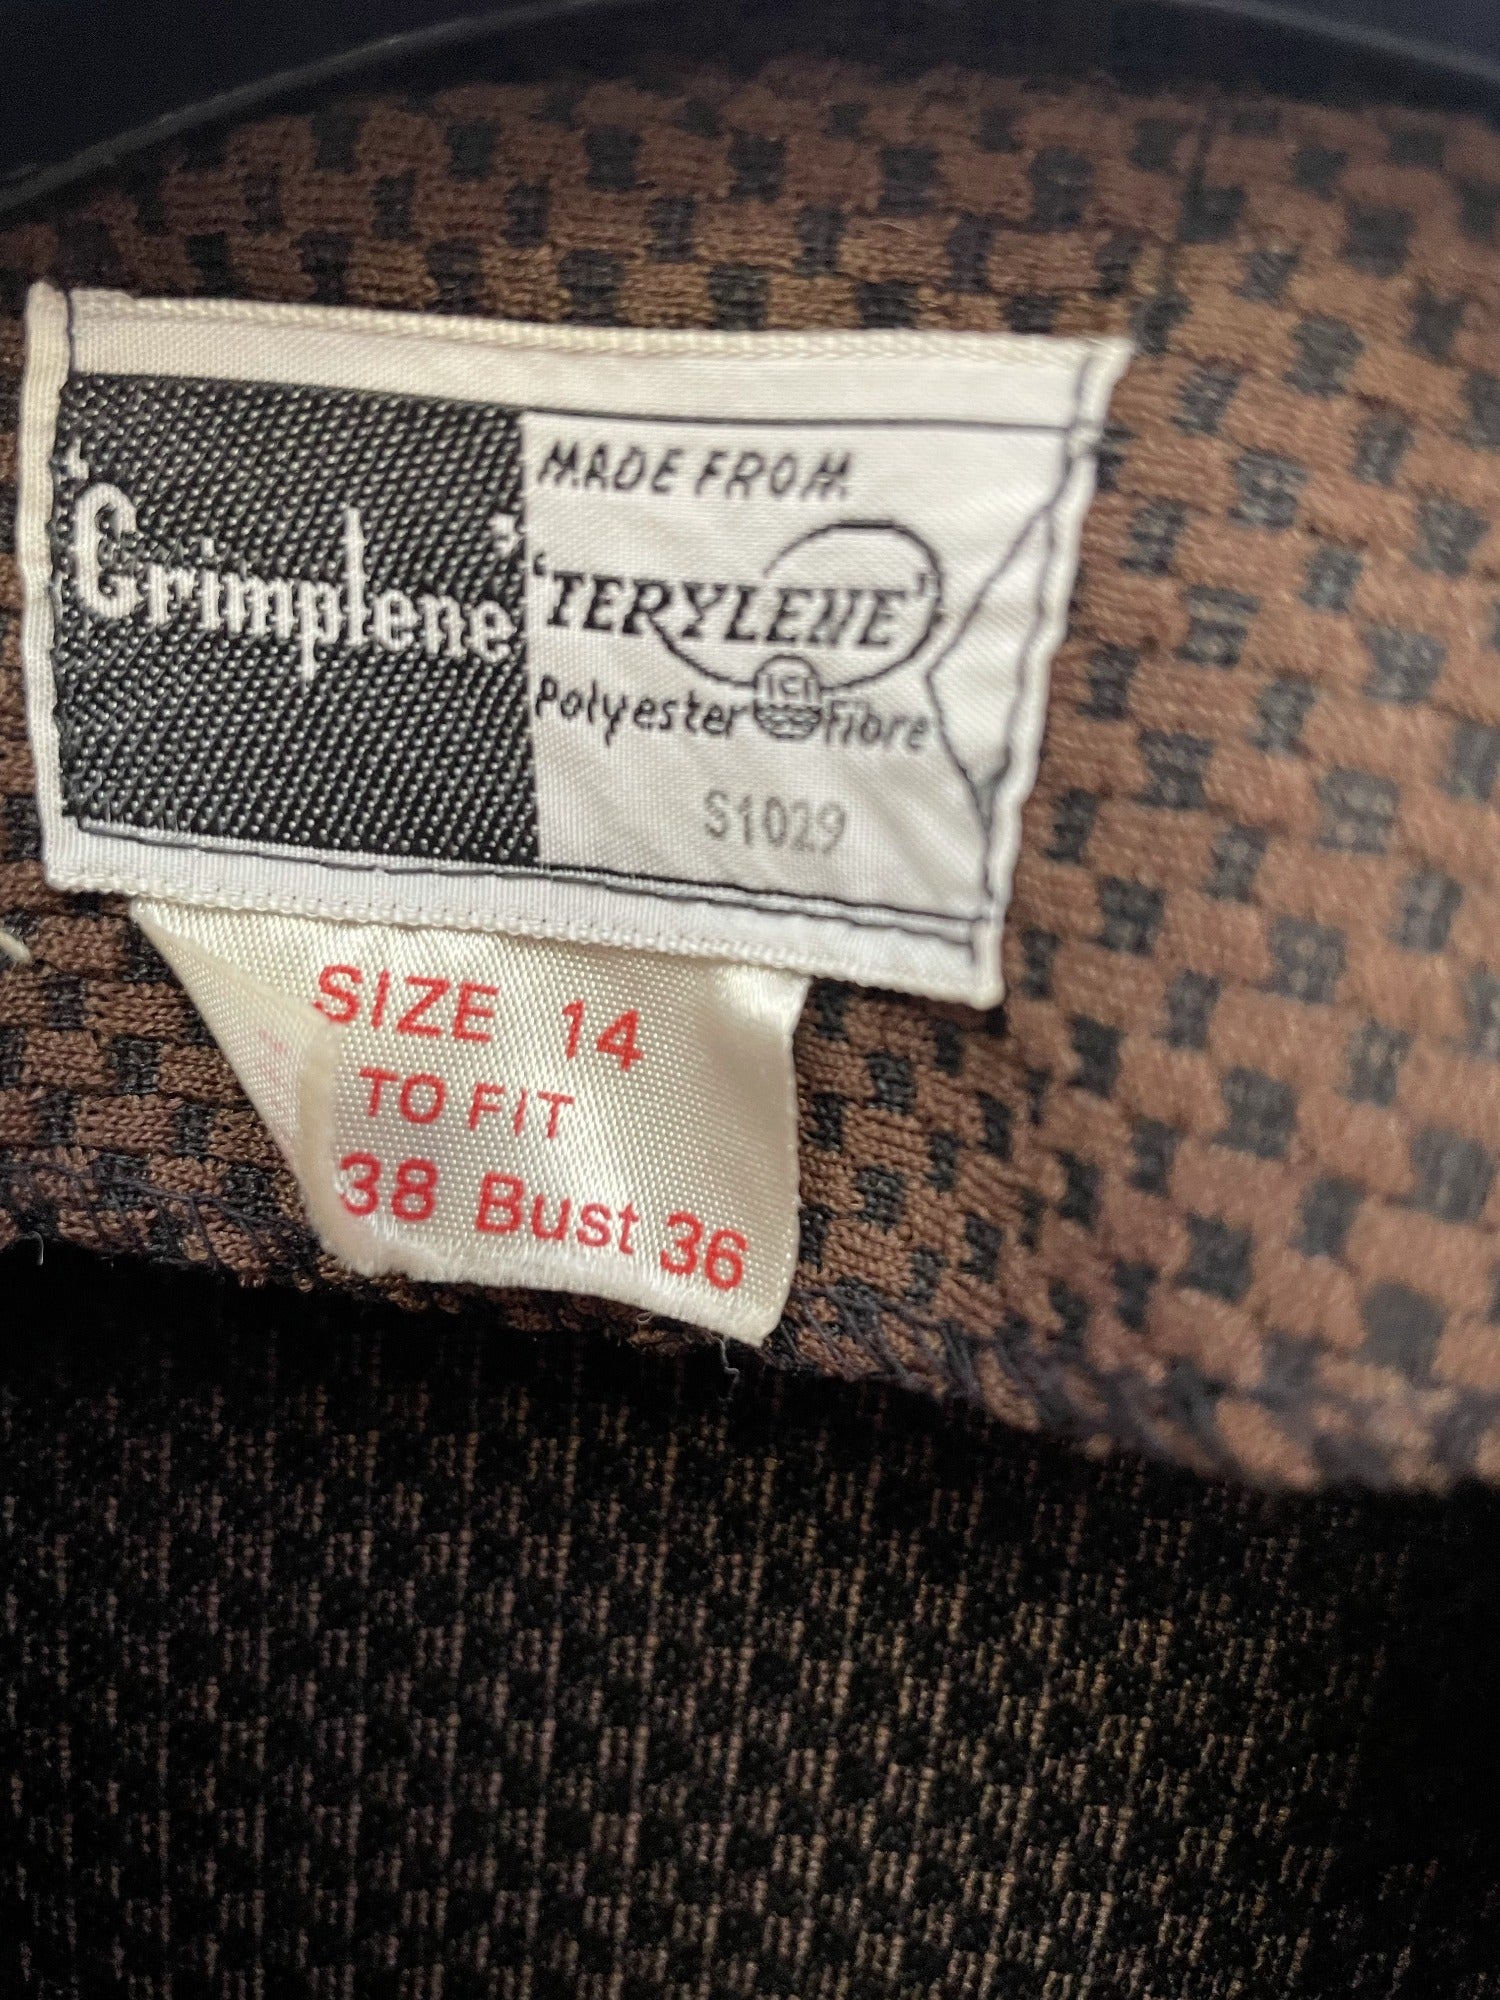 'Crimplene'
MADE FROM
'TERYLENE'
Polyester ICI Fibre
S1029
SIZE 14
TO FIT
38 Bust 36